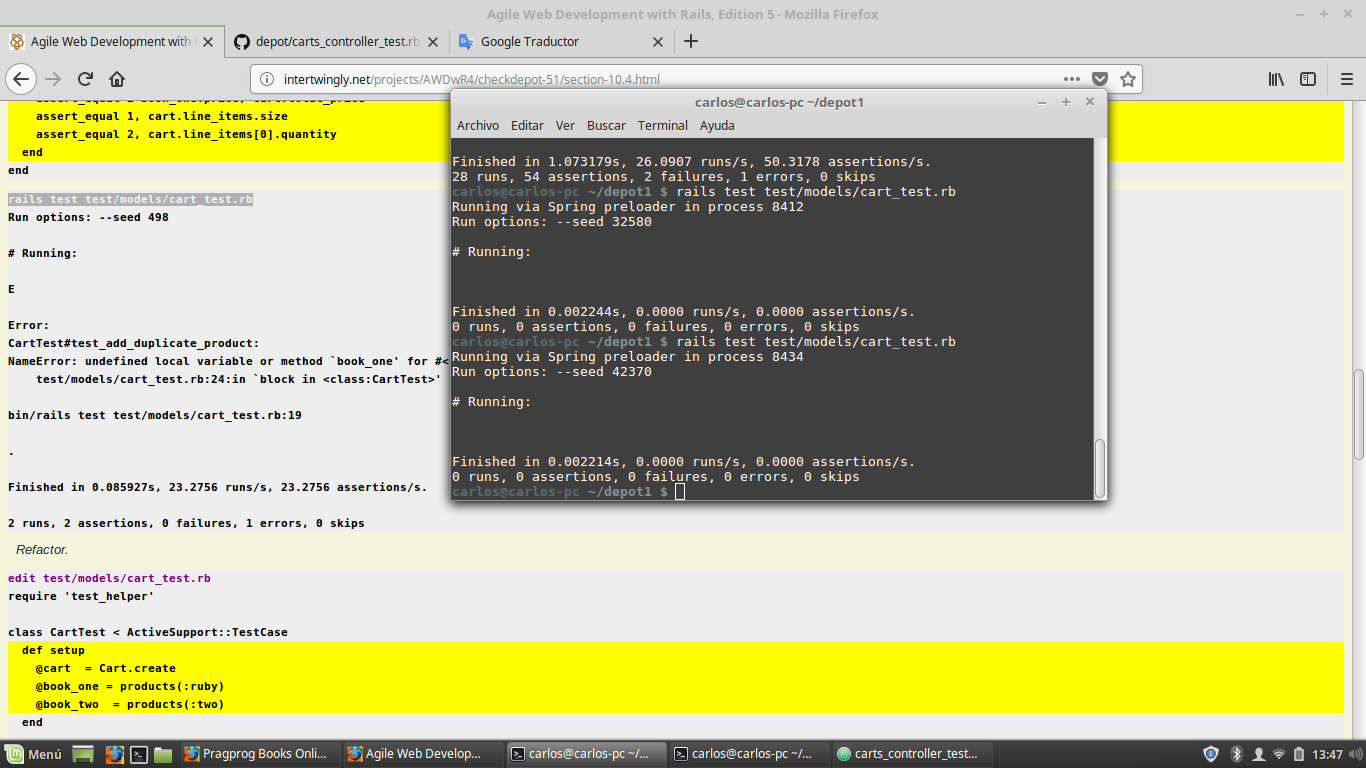 Agile Web Development with Rails, Edition 5 - Mozilla Firefox
Agile Web Development with
depot/carts_controller_test.rb
Google Traductor
intertwingly.net/projects/AWDwR4/checkdepot-51/section-10.4.html
assert_equal 1, cart.line_items.size
assert_equal 2, cart.line_items[0].quantity
end
end
rails test test/models/cart_test.rb
Run options: --seed 498
# Running:
E
Error:
CartTest#test_add_duplicate_product:
NameError: undefined local variable or method `book_one' for #<
test/models/cart_test.rb:24:in `block in <class:CartTest>'
bin/rails test test/models/cart_test.rb:19
.
Finished in 0.085927s, 23.2756 runs/s, 23.2756 assertions/s.
2 runs, 2 assertions, 0 failures, 1 errors, 0 skips
Refactor.
edit test/models/cart_test.rb
require 'test_helper'
class CartTest < ActiveSupport::TestCase
def setup
@cart  = Cart.create
@book_one = products(:ruby)
@book_two  = products(:two)
end
carlos@carlos-pc ~/depot1
Archivo Editar Ver Buscar Terminal Ayuda
Finished in 1.073179s, 26.0907 runs/s, 50.3178 assertions/s.
28 runs, 54 assertions, 2 failures, 1 errors, 0 skips
carlos@carlos-pc ~/depot1 $ rails test test/models/cart_test.rb
Running via Spring preloader in process 8412
Run options: --seed 32580
# Running:
Finished in 0.002244s, 0.0000 runs/s, 0.0000 assertions/s.
0 runs, 0 assertions, 0 failures, 0 errors, 0 skips
carlos@carlos-pc ~/depot1 $ rails test test/models/cart_test.rb
Running via Spring preloader in process 8434
Run options: --seed 42370
# Running:
Finished in 0.002214s, 0.0000 runs/s, 0.0000 assertions/s.
0 runs, 0 assertions, 0 failures, 0 errors, 0 skips
carlos@carlos-pc ~/depot1 $
Menú
Pragprog Books Onli...
Agile Web Develop...
carlos@carlos-pc ~/...
carlos@carlos-pc ~/...
carts_controller_test...
13:47